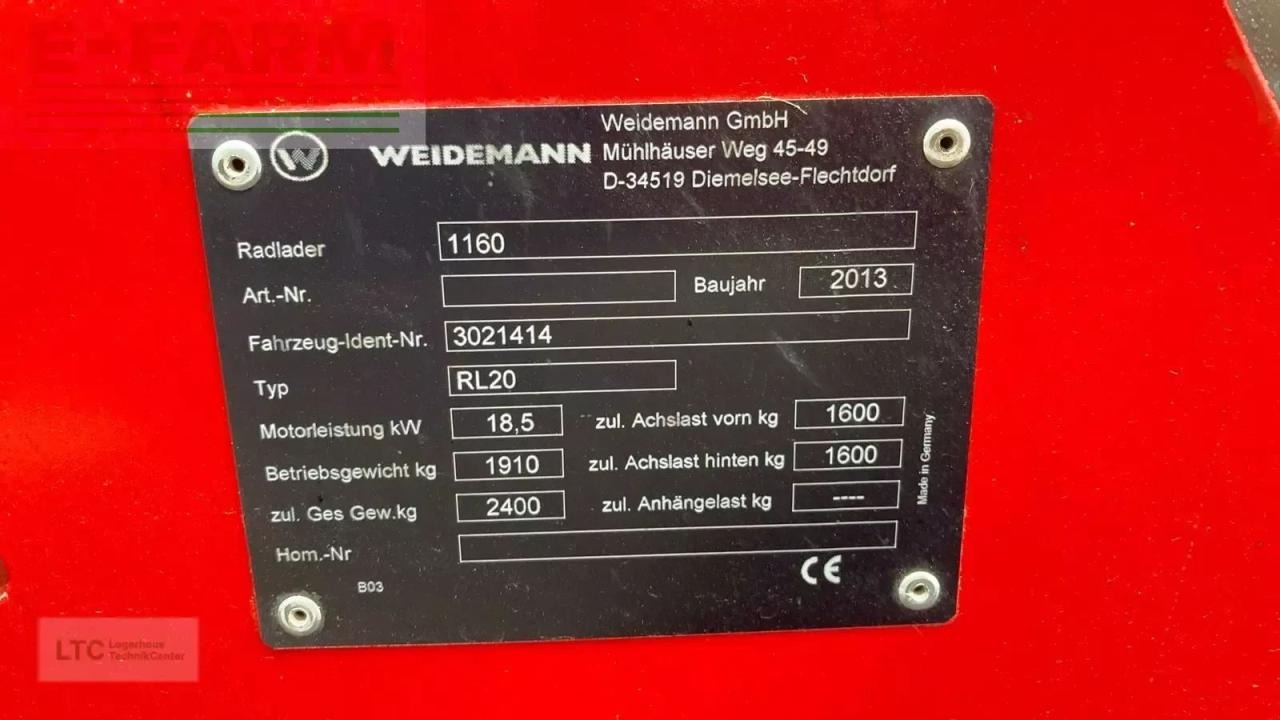 E-FARM
W WEIDEMANN
Weidemann GmbH
Mühlhäuser Weg 45-49
D-34519 Diemelsee-Flechtdorf
Radlader 1160
Art.-Nr. Baujahr 2013
Fahrzeug-Ident-Nr. 3021414
Typ RL20
Motorleistung kW 18,5 zul. Achslast vorn kg 1600
Betriebsgewicht kg 1910 zul. Achslast hinten kg 1600
zul. Ges Gew.kg 2400 zul. Anhängelast kg ----
Hom.-Nr
Made in Germany
B03
CE
LTC Lagerhaus
TechnikCenter